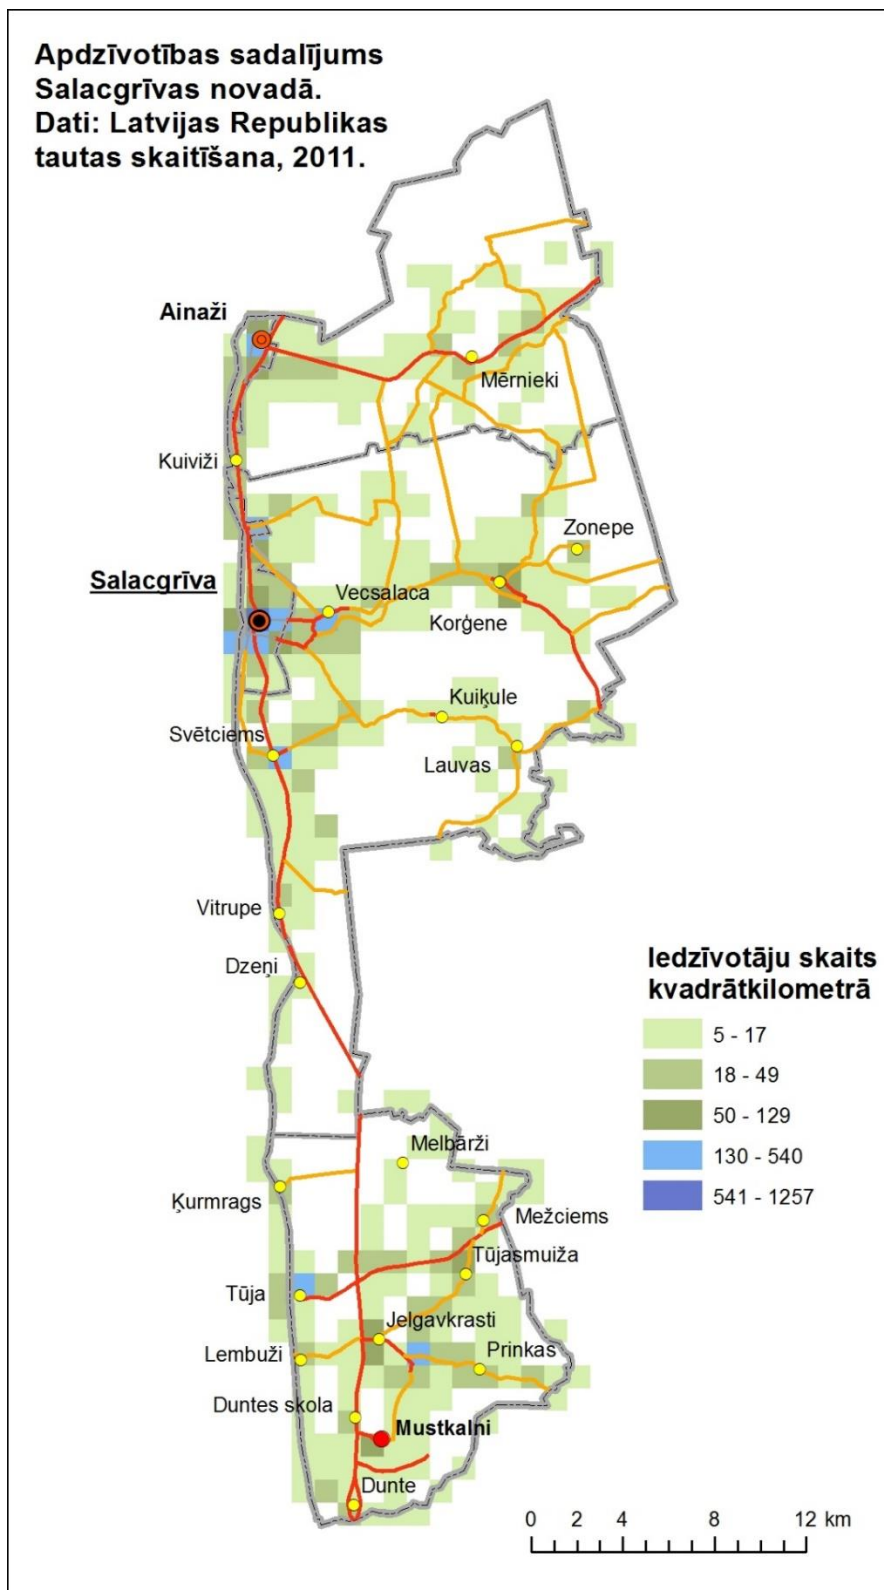 Apdzīvotības sadalījums
Salacgrīvas novadā.
Dati: Latvijas Republikas
tautas skaitīšana, 2011.
Ainaži
Mērnieki
Kuiviži
Zonepe
Salacgrīva
Vecsalaca
Korģene
Kuiķule
Svētciems
Lauvas
Vitrupe
Dzeņi
Iedzīvotāju skaits
kvadrātkilometrā
5 - 17
18 - 49
50 - 129
130 - 540
541 - 1257
Melbārži
Ķurmrags
Mežciems
Tūjasmuiža
Tūja
Jelgavkrasti
Lembuži
Prinkas
Duntes skola
Mustkalni
Dunte
0 2 4 8 12 km